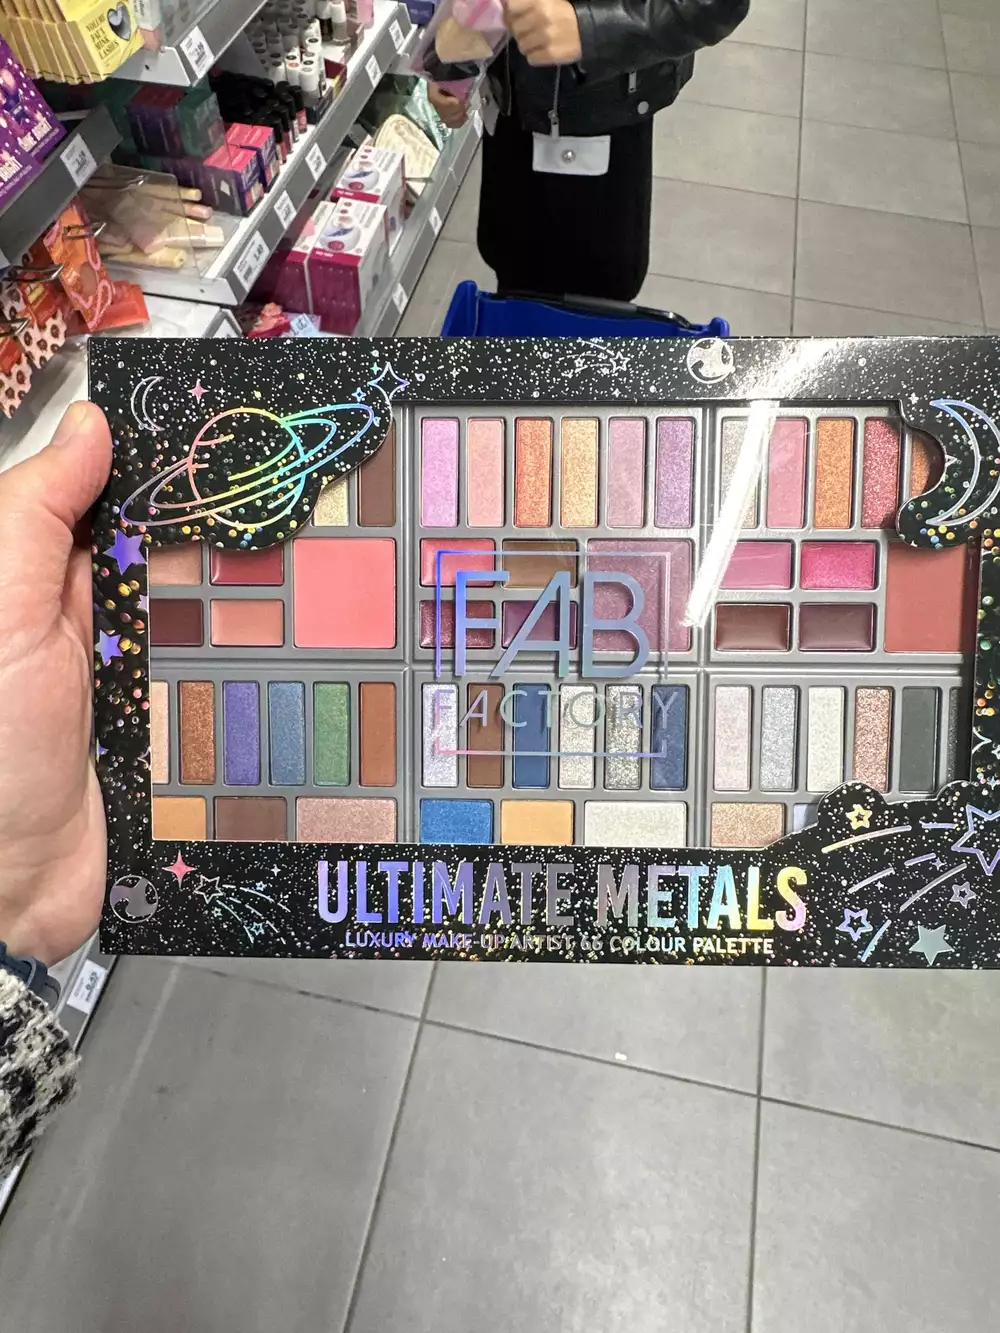 FAB
FACTORY
ULTIMATE METALS
LUXURY MAKE-UP ARTIST 66 COLOUR PALETTE